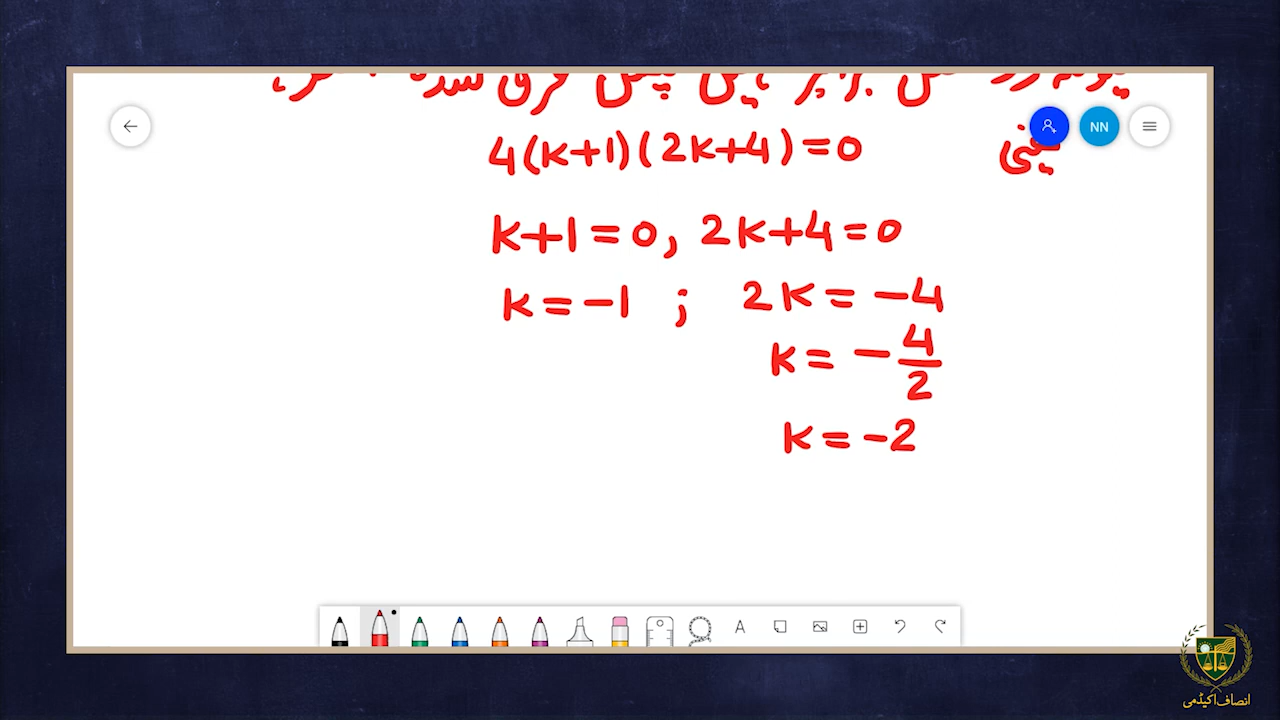 یعنی 4(k+1)(2k+4)=0
k+1=0, 2k+4=0
k=-1 ; 2k=-4
k=-4/2
k=-2
NN
A
انصاف اکیڈمی